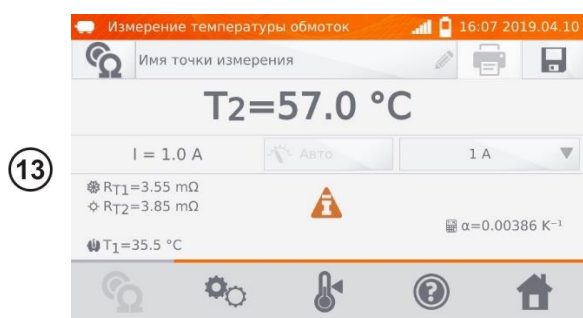 13
Измерение температуры обмоток 16:07 2019.04.10
Имя точки измерения
T2=57.0 °C
I = 1.0 A Авто 1 A
RT1=3.55 mΩ
RT2=3.85 mΩ
α=0.00386 K⁻¹
T1=35.5 °C